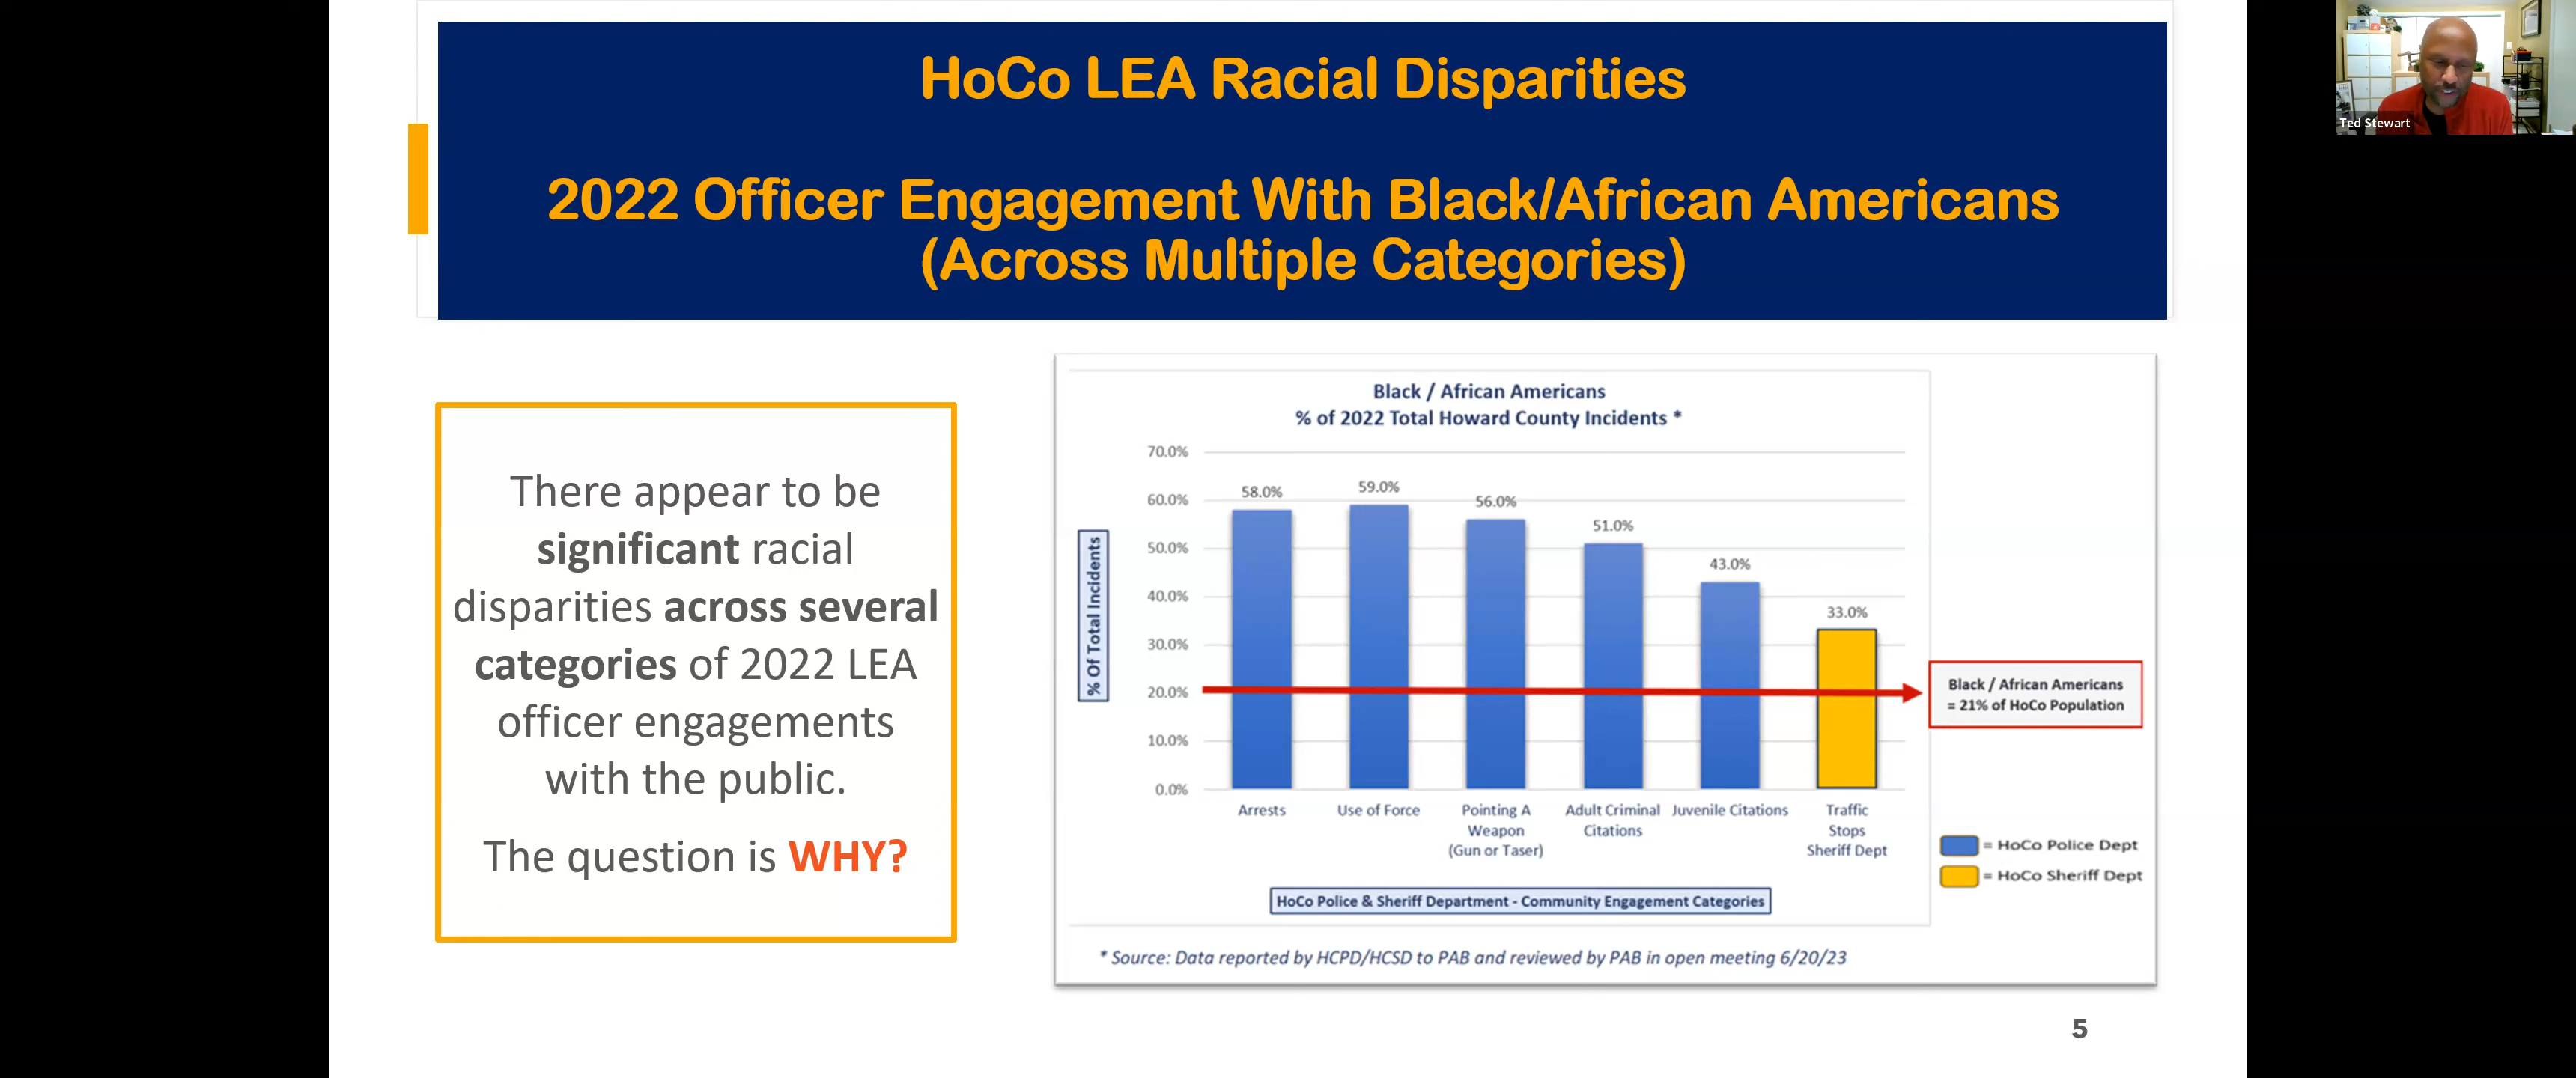 HoCo LEA Racial Disparities
2022 Officer Engagement With Black/African Americans
(Across Multiple Categories)
Ted Stewart
There appear to be
significant racial
disparities across several
categories of 2022 LEA
officer engagements
with the public.
The question is WHY?
Black / African Americans
% of 2022 Total Howard County Incidents *
% Of Total Incidents
70.0%
60.0%
50.0%
40.0%
30.0%
20.0%
10.0%
0.0%
58.0%
59.0%
56.0%
51.0%
43.0%
33.0%
Arrests
Use of Force
Pointing A
Weapon
(Gun or Taser)
Adult Criminal
Citations
Juvenile Citations
Traffic
Stops
Sheriff Dept
Black / African Americans
= 21% of HoCo Population
= HoCo Police Dept
= HoCo Sheriff Dept
HoCo Police & Sheriff Department - Community Engagement Categories
* Source: Data reported by HCPD/HCSD to PAB and reviewed by PAB in open meeting 6/20/23
5